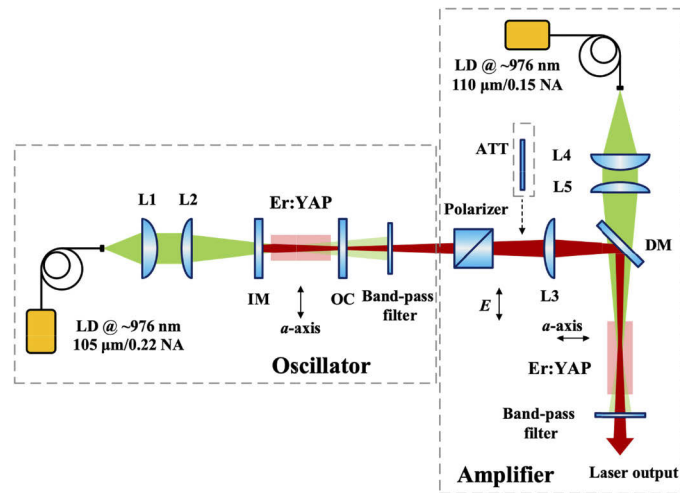 LD @ ~976 nm
110 μm/0.15 NA
ATT
L4
L5
Polarizer
DM
L3
E
a-axis
Er:YAP
Band-pass
filter
Amplifier
Laser output
L1
L2
Er:YAP
IM
OC
Band-pass
filter
a-axis
LD @ ~976 nm
105 μm/0.22 NA
Oscillator